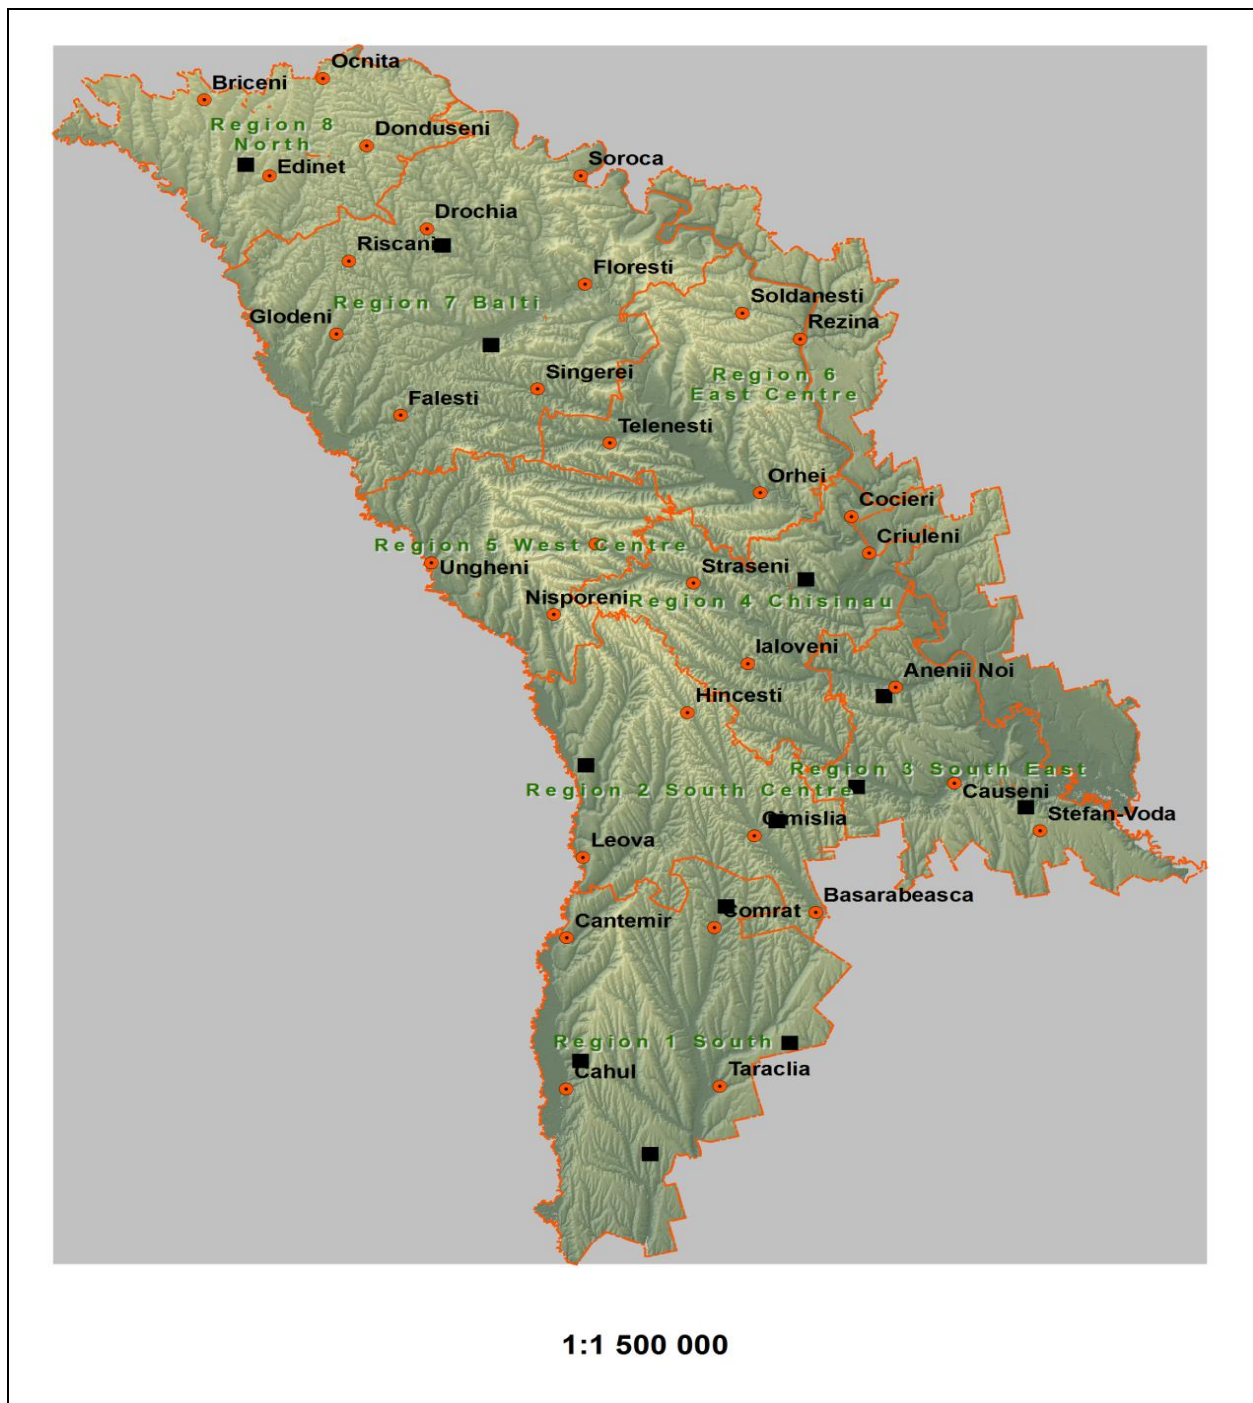 Ocnita
Briceni
Region 8
North
Donduseni
Edinet
Soroca
Drochia
Riscani
Floresti
Region 7 Balti
Soldanesti
Glodeni
Rezina
Singerei
Region 6
East Centre
Falesti
Telenesti
Orhei
Cocieri
Criuleni
Region 5 West Centre
Ungheni
Straseni
Nisporeni
Region 4 Chisinau
Ialoveni
Anenii Noi
Hincesti
Region 3 South East
Region 2 South Centre
Causeni
Stefan-Voda
Cimislia
Leova
Basarabeasca
Comrat
Cantemir
Region 1 South
Cahul
Taraclia
1:1 500 000